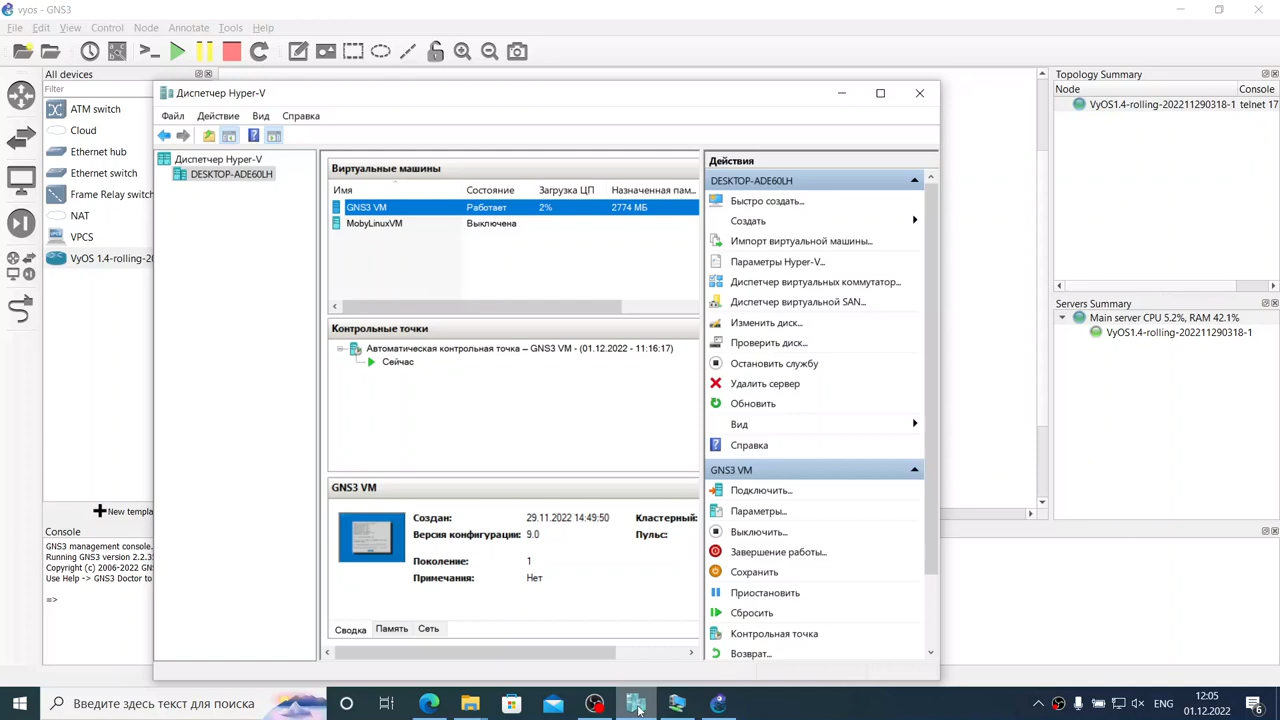 vyos - GNS3
File Edit View Control Node Annotate Tools Help
All devices
Filter
ATM switch
Cloud
Ethernet hub
Ethernet switch
Frame Relay switch
NAT
VPCS
VyOS 1.4-rolling-20
New templa
Console
GNS3 management console.
Running GNS3 version 2.2.3
Copyright (c) 2006-2022 GN
Use Help -> GNS3 Doctor to
=>
Диспетчер Hyper-V
Файл Действие Вид Справка
Диспетчер Hyper-V
DESKTOP-ADE60LH
Виртуальные машины
Имя Состояние Загрузка ЦП Назначенная пам...
GNS3 VM Работает 2% 2774 МБ
MobyLinuxVM Выключена
Контрольные точки
Автоматическая контрольная точка – GNS3 VM - (01.12.2022 - 11:16:17)
Сейчас
GNS3 VM
Создан: 29.11.2022 14:49:50 Кластерный:
Версия конфигурации: 9.0 Пульс:
Поколение: 1
Примечания: Нет
Сводка Память Сеть
Действия
DESKTOP-ADE60LH
Быстро создать...
Создать
Импорт виртуальной машины...
Параметры Hyper-V...
Диспетчер виртуальных коммутатор...
Диспетчер виртуальной SAN...
Изменить диск...
Проверить диск...
Остановить службу
Удалить сервер
Обновить
Вид
Справка
GNS3 VM
Подключить...
Параметры...
Выключить...
Завершение работы...
Сохранить
Приостановить
Сбросить
Контрольная точка
Возврат...
Topology Summary
Node Console
VyOS1.4-rolling-202211290318-1 telnet 17
Servers Summary
Main server CPU 5.2%, RAM 42.1%
VyOS1.4-rolling-202211290318-1
Введите здесь текст для поиска
ENG
12:05
01.12.2022
6